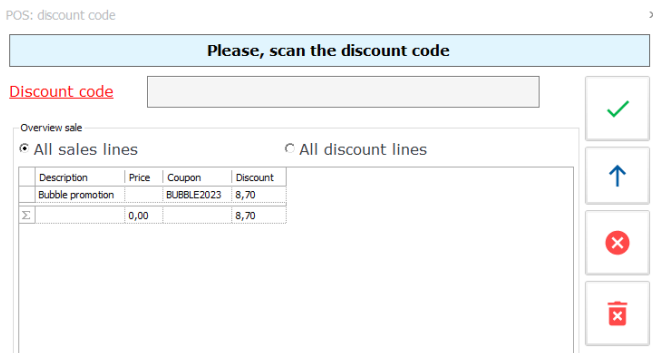 POS: discount code
Please, scan the discount code
Discount code
Overview sale
All sales lines All discount lines
Description Price Coupon Discount
Bubble promotion BUBBLE2023 8,70
Σ 0,00 8,70